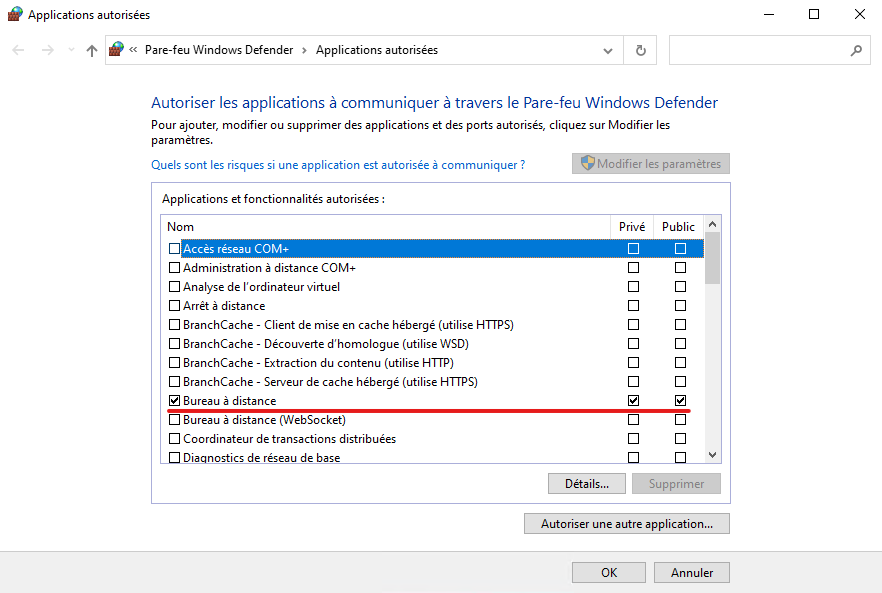 Applications autorisées
« Pare-feu Windows Defender > Applications autorisées
Autoriser les applications à communiquer à travers le Pare-feu Windows Defender
Pour ajouter, modifier ou supprimer des applications et des ports autorisés, cliquez sur Modifier les
paramètres.
Quels sont les risques si une application est autorisée à communiquer ?
Modifier les paramètres
Applications et fonctionnalités autorisées :
Nom Privé Public
Accès réseau COM+
Administration à distance COM+
Analyse de l'ordinateur virtuel
Arrêt à distance
BranchCache - Client de mise en cache hébergé (utilise HTTPS)
BranchCache - Découverte d'homologue (utilise WSD)
BranchCache - Extraction du contenu (utilise HTTP)
BranchCache - Serveur de cache hébergé (utilise HTTPS)
Bureau à distance
Bureau à distance (WebSocket)
Coordinateur de transactions distribuées
Diagnostics de réseau de base
Détails... Supprimer
Autoriser une autre application...
OK Annuler